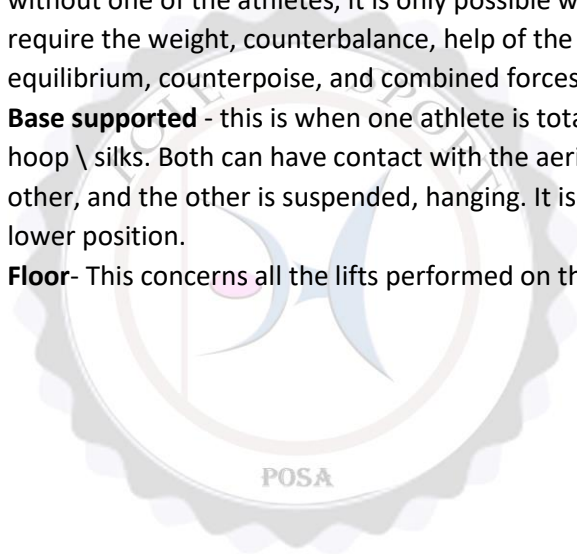 without one of the athletes, it is only possible w
require the weight, counterbalance, help of the
equilibrium, counterpoise, and combined forces
Base supported - this is when one athlete is tota
hoop \ silks. Both can have contact with the aeri
other, and the other is suspended, hanging. It is
lower position.
Floor- This concerns all the lifts performed on th
SPORT
POSA